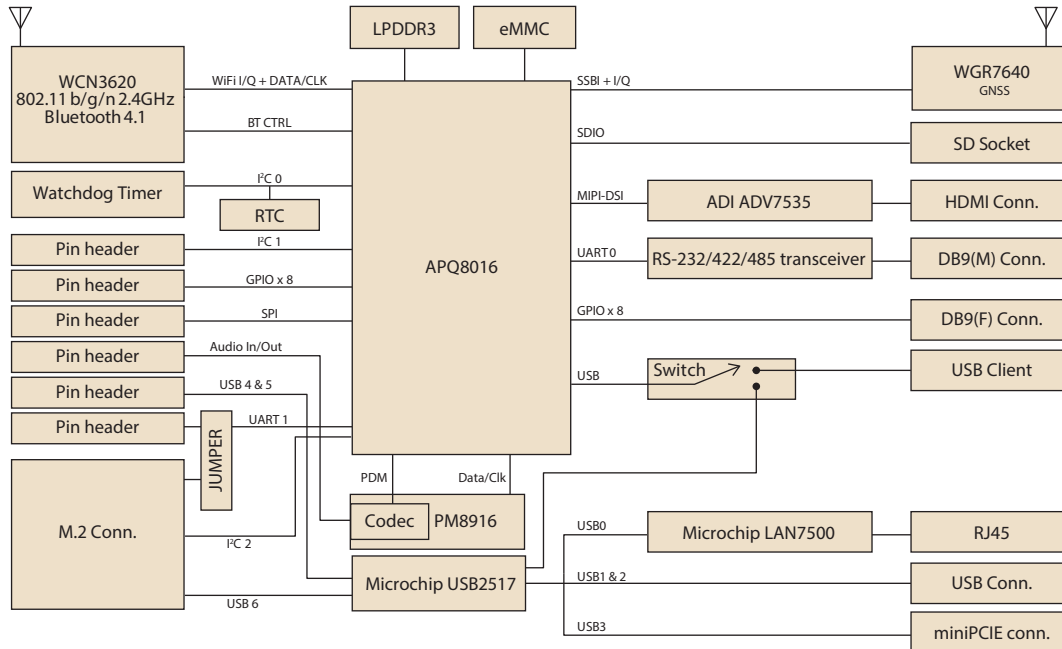 LPDDR3
eMMC
WCN3620
802.11 b/g/n 2.4GHz
Bluetooth 4.1
WiFi I/Q + DATA/CLK
BT CTRL
SSBI + I/Q
WGR7640
GNSS
SDIO
SD Socket
Watchdog Timer
I²C 0
RTC
MIPI-DSI
ADI ADV7535
HDMI Conn.
Pin header
I²C 1
APQ8016
UART0
RS-232/422/485 transceiver
DB9(M) Conn.
Pin header
GPIO x 8
Pin header
SPI
GPIO x 8
DB9(F) Conn.
Pin header
Audio In/Out
USB
Switch
USB Client
Pin header
USB 4 & 5
Pin header
UART 1
JUMPER
PDM
Data/Clk
M.2 Conn.
I²C 2
Codec
PM8916
USB0
Microchip LAN7500
RJ45
Microchip USB2517
USB1 & 2
USB Conn.
USB 6
USB3
miniPCIE conn.